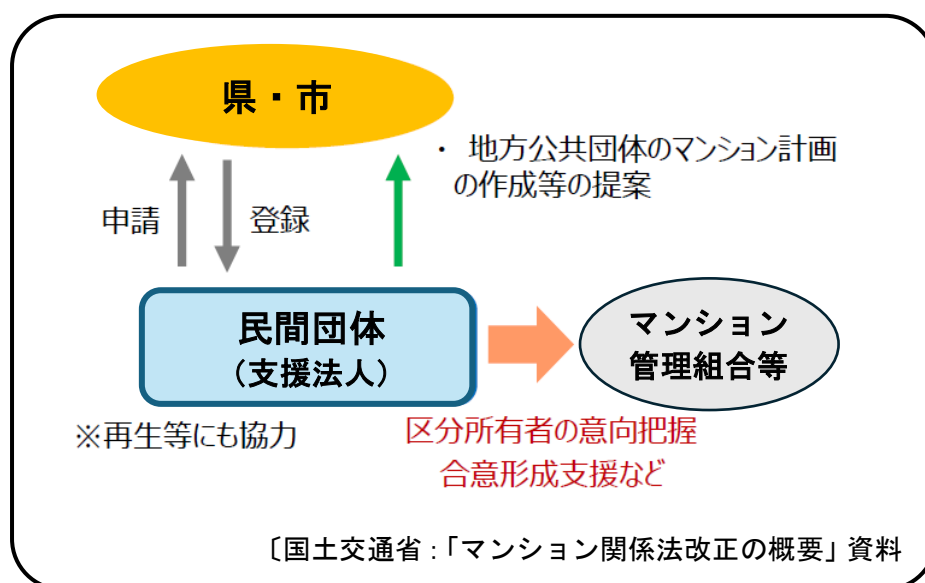 県・市
・ 地方公共団体のマンション計画
の作成等の提案
申請
登録
民間団体
（支援法人）
マンション
管理組合等
※再生等にも協力
区分所有者の意向把握
合意形成支援など
〔国土交通省：「マンション関係法改正の概要」資料